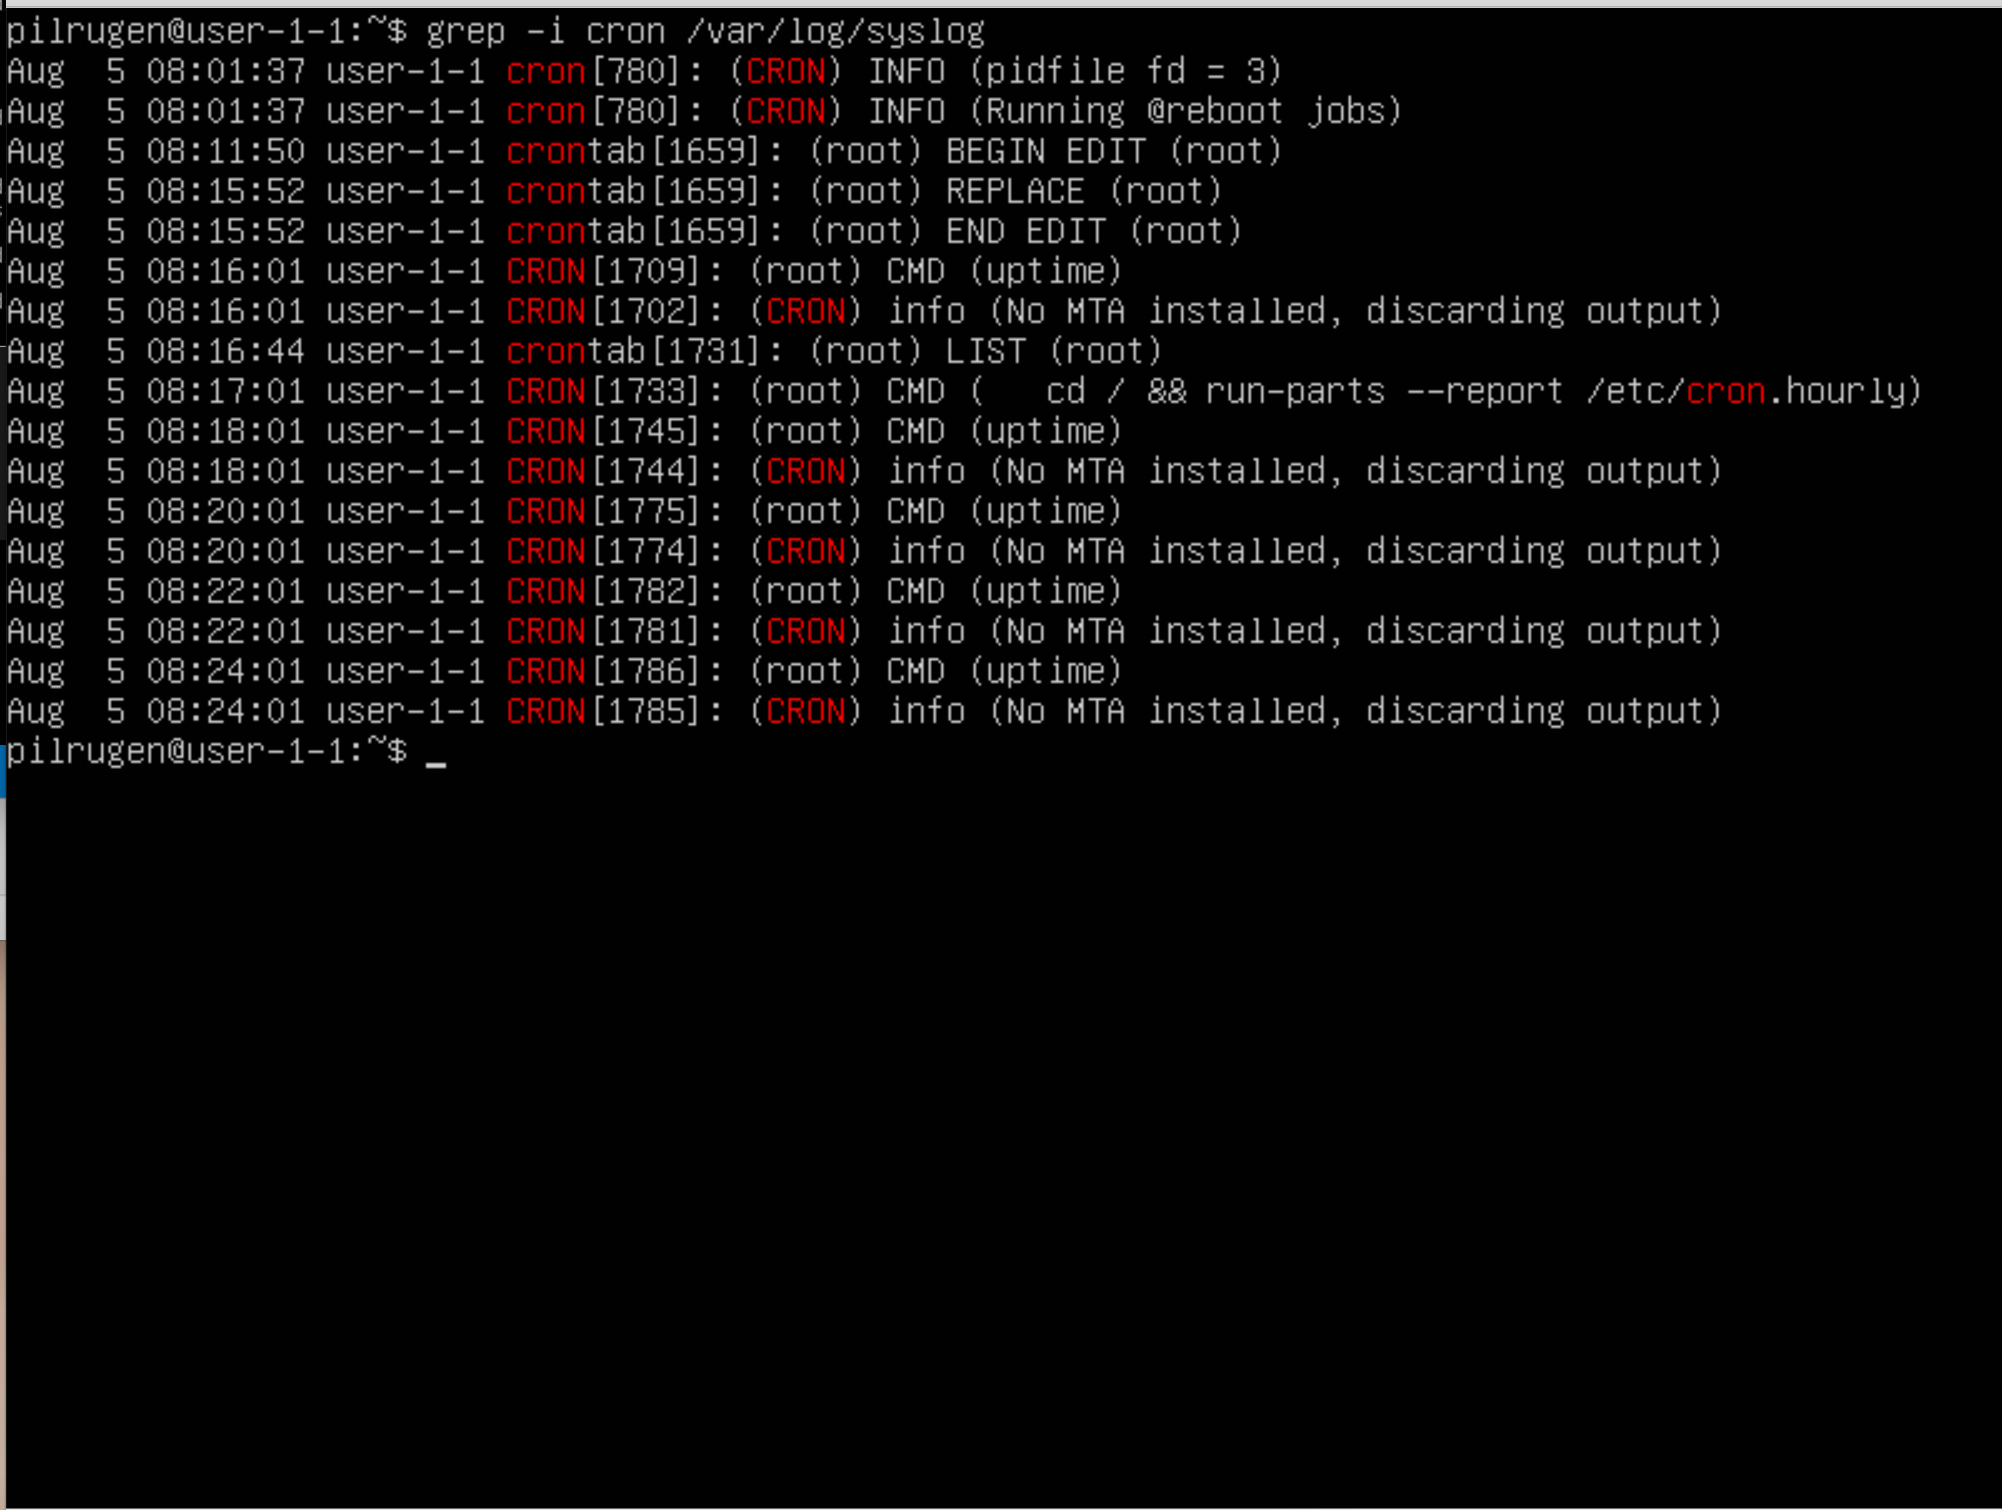 pilrugen@user-1-1:~$ grep -i cron /var/log/syslog
Aug  5 08:01:37 user-1-1 cron[780]: (CRON) INFO (pidfile fd = 3)
Aug  5 08:01:37 user-1-1 cron[780]: (CRON) INFO (Running @reboot jobs)
Aug  5 08:11:50 user-1-1 crontab[1659]: (root) BEGIN EDIT (root)
Aug  5 08:15:52 user-1-1 crontab[1659]: (root) REPLACE (root)
Aug  5 08:15:52 user-1-1 crontab[1659]: (root) END EDIT (root)
Aug  5 08:16:01 user-1-1 CRON[1709]: (root) CMD (uptime)
Aug  5 08:16:01 user-1-1 CRON[1702]: (CRON) info (No MTA installed, discarding output)
Aug  5 08:16:44 user-1-1 crontab[1731]: (root) LIST (root)
Aug  5 08:17:01 user-1-1 CRON[1733]: (root) CMD (   cd / && run-parts --report /etc/cron.hourly)
Aug  5 08:18:01 user-1-1 CRON[1745]: (root) CMD (uptime)
Aug  5 08:18:01 user-1-1 CRON[1744]: (CRON) info (No MTA installed, discarding output)
Aug  5 08:20:01 user-1-1 CRON[1775]: (root) CMD (uptime)
Aug  5 08:20:01 user-1-1 CRON[1774]: (CRON) info (No MTA installed, discarding output)
Aug  5 08:22:01 user-1-1 CRON[1782]: (root) CMD (uptime)
Aug  5 08:22:01 user-1-1 CRON[1781]: (CRON) info (No MTA installed, discarding output)
Aug  5 08:24:01 user-1-1 CRON[1786]: (root) CMD (uptime)
Aug  5 08:24:01 user-1-1 CRON[1785]: (CRON) info (No MTA installed, discarding output)
pilrugen@user-1-1:~$ _